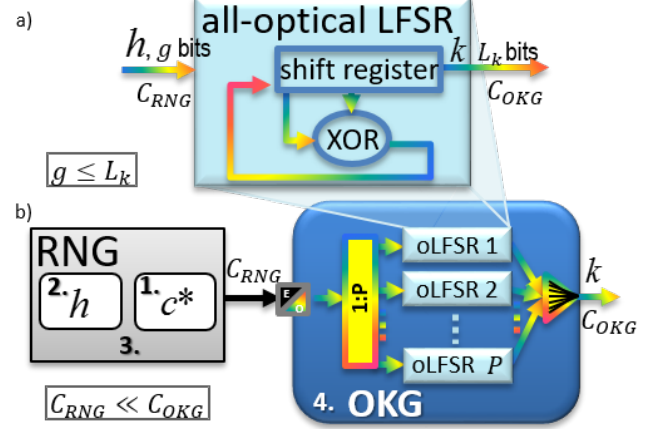 a)
all-optical LFSR
h, g bits
C_RNG
shift register
k L_k bits
C_OKG
XOR
g ≤ L_k
b)
RNG
2. h
1. c*
3.
C_RNG
E
O
1:P
oLFSR 1
oLFSR 2
oLFSR P
k
C_OKG
4. OKG
C_RNG ≪ C_OKG